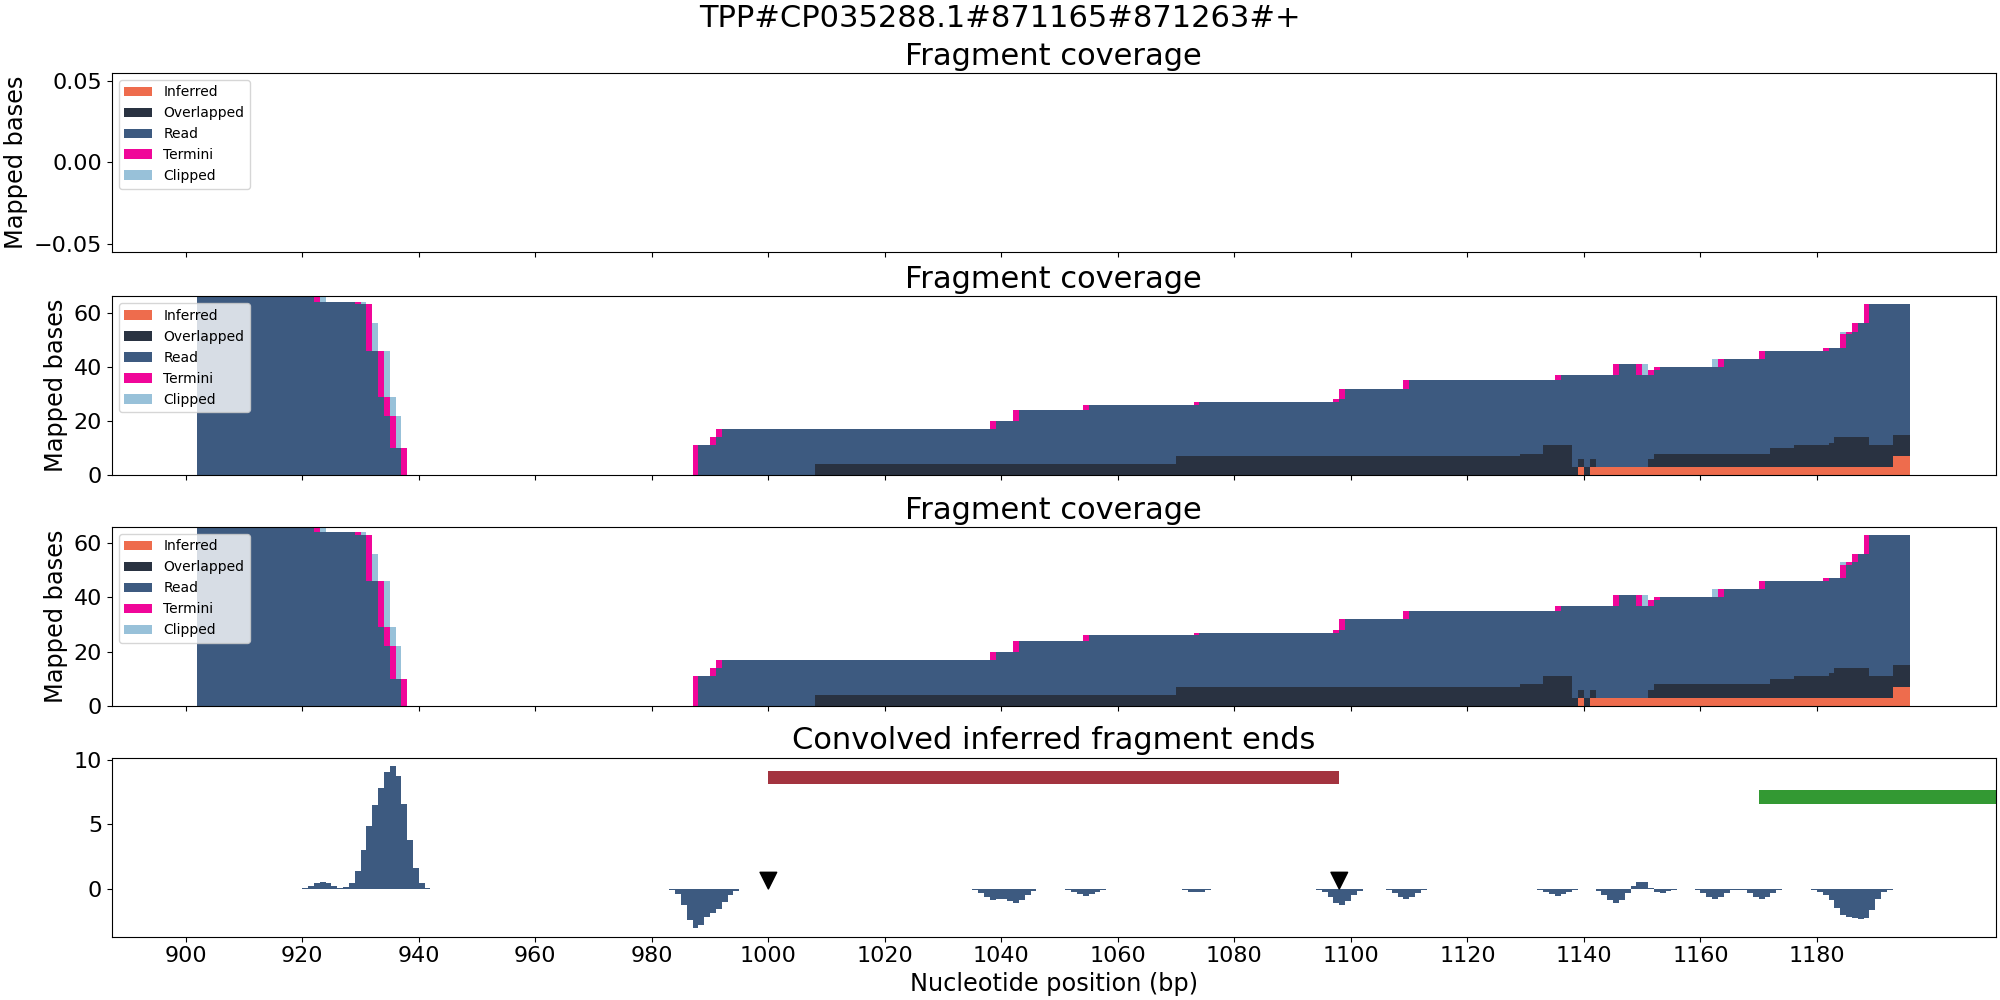 TPP#CP035288.1#871165#871263#+
Fragment coverage
Mapped bases
0.05
0.00
−0.05
Inferred
Overlapped
Read
Termini
Clipped
Fragment coverage
Mapped bases
60
40
20
0
Inferred
Overlapped
Read
Termini
Clipped
Fragment coverage
Mapped bases
60
40
20
0
Inferred
Overlapped
Read
Termini
Clipped
Convolved inferred fragment ends
10
5
0
900 920 940 960 980 1000 1020 1040 1060 1080 1100 1120 1140 1160 1180
Nucleotide position (bp)